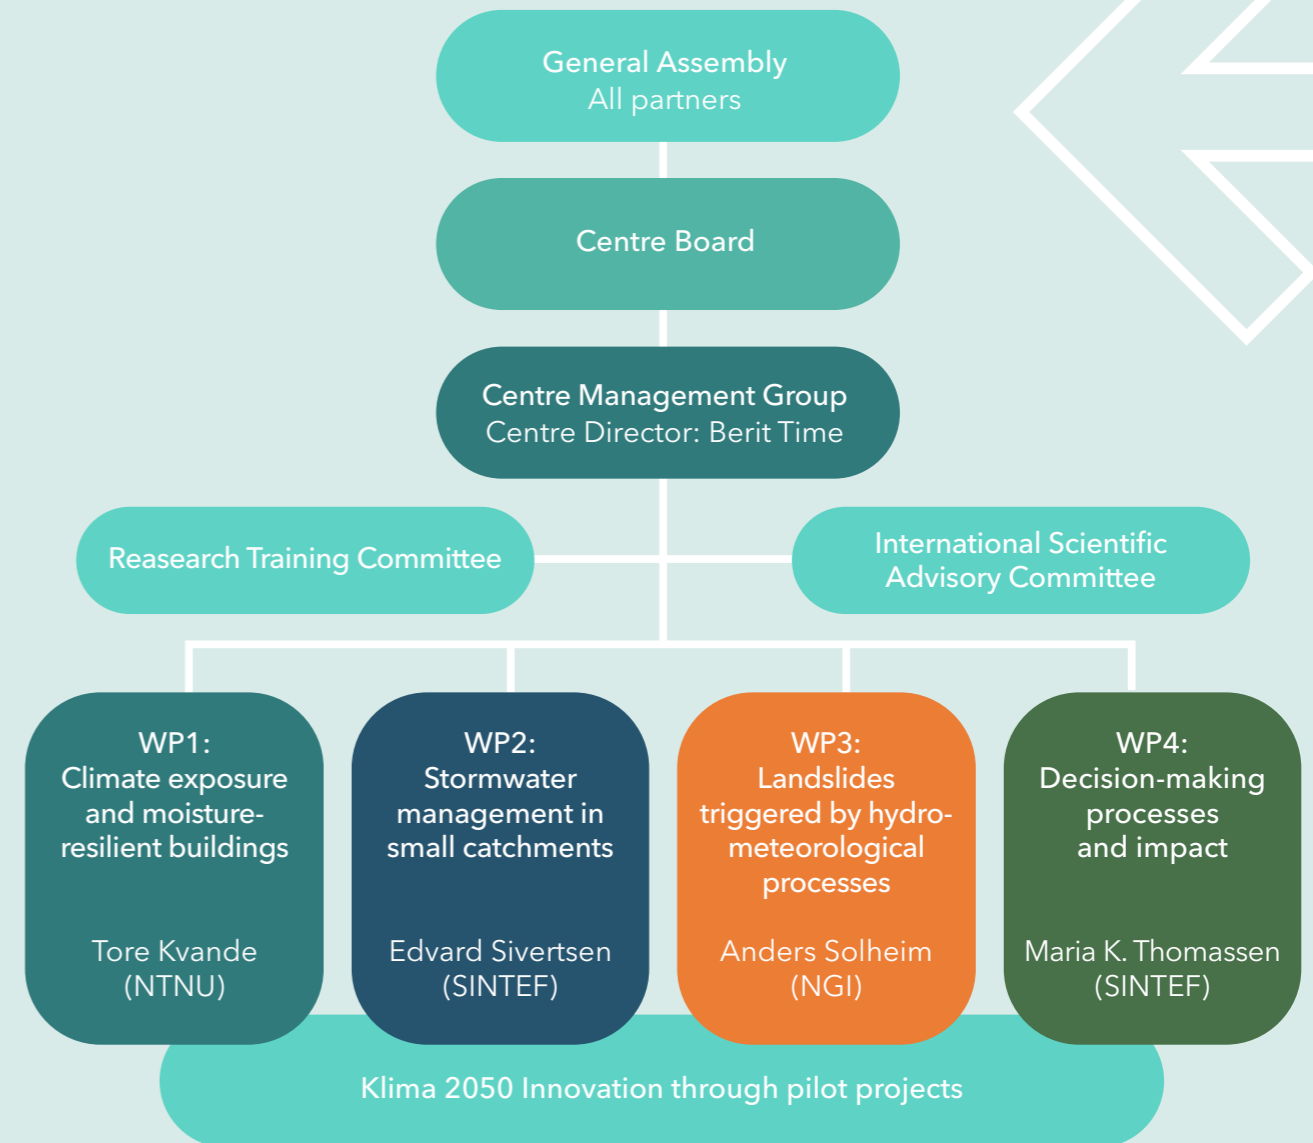 General Assembly
All partners
Centre Board
Centre Management Group
Centre Director: Berit Time
Reasearch Training Committee
International Scientific
Advisory Committee
WP1:
Climate exposure
and moisture-
resilient buildings
Tore Kvande
(NTNU)
WP2:
Stormwater
management in
small catchments
Edvard Sivertsen
(SINTEF)
WP3:
Landslides
triggered by hydro-
meteorological
processes
Anders Solheim
(NGI)
WP4:
Decision-making
processes
and impact
Maria K. Thomassen
(SINTEF)
Klima 2050 Innovation through pilot projects